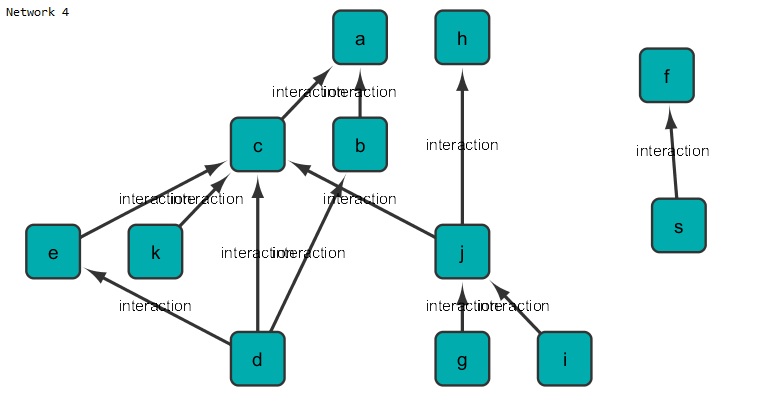 Network 4
a
h
f
interaction
interaction
c
b
interaction
interaction
interaction
interaction
interaction
e
k
j
s
interaction
interaction
interaction
interaction
interaction
d
g
i